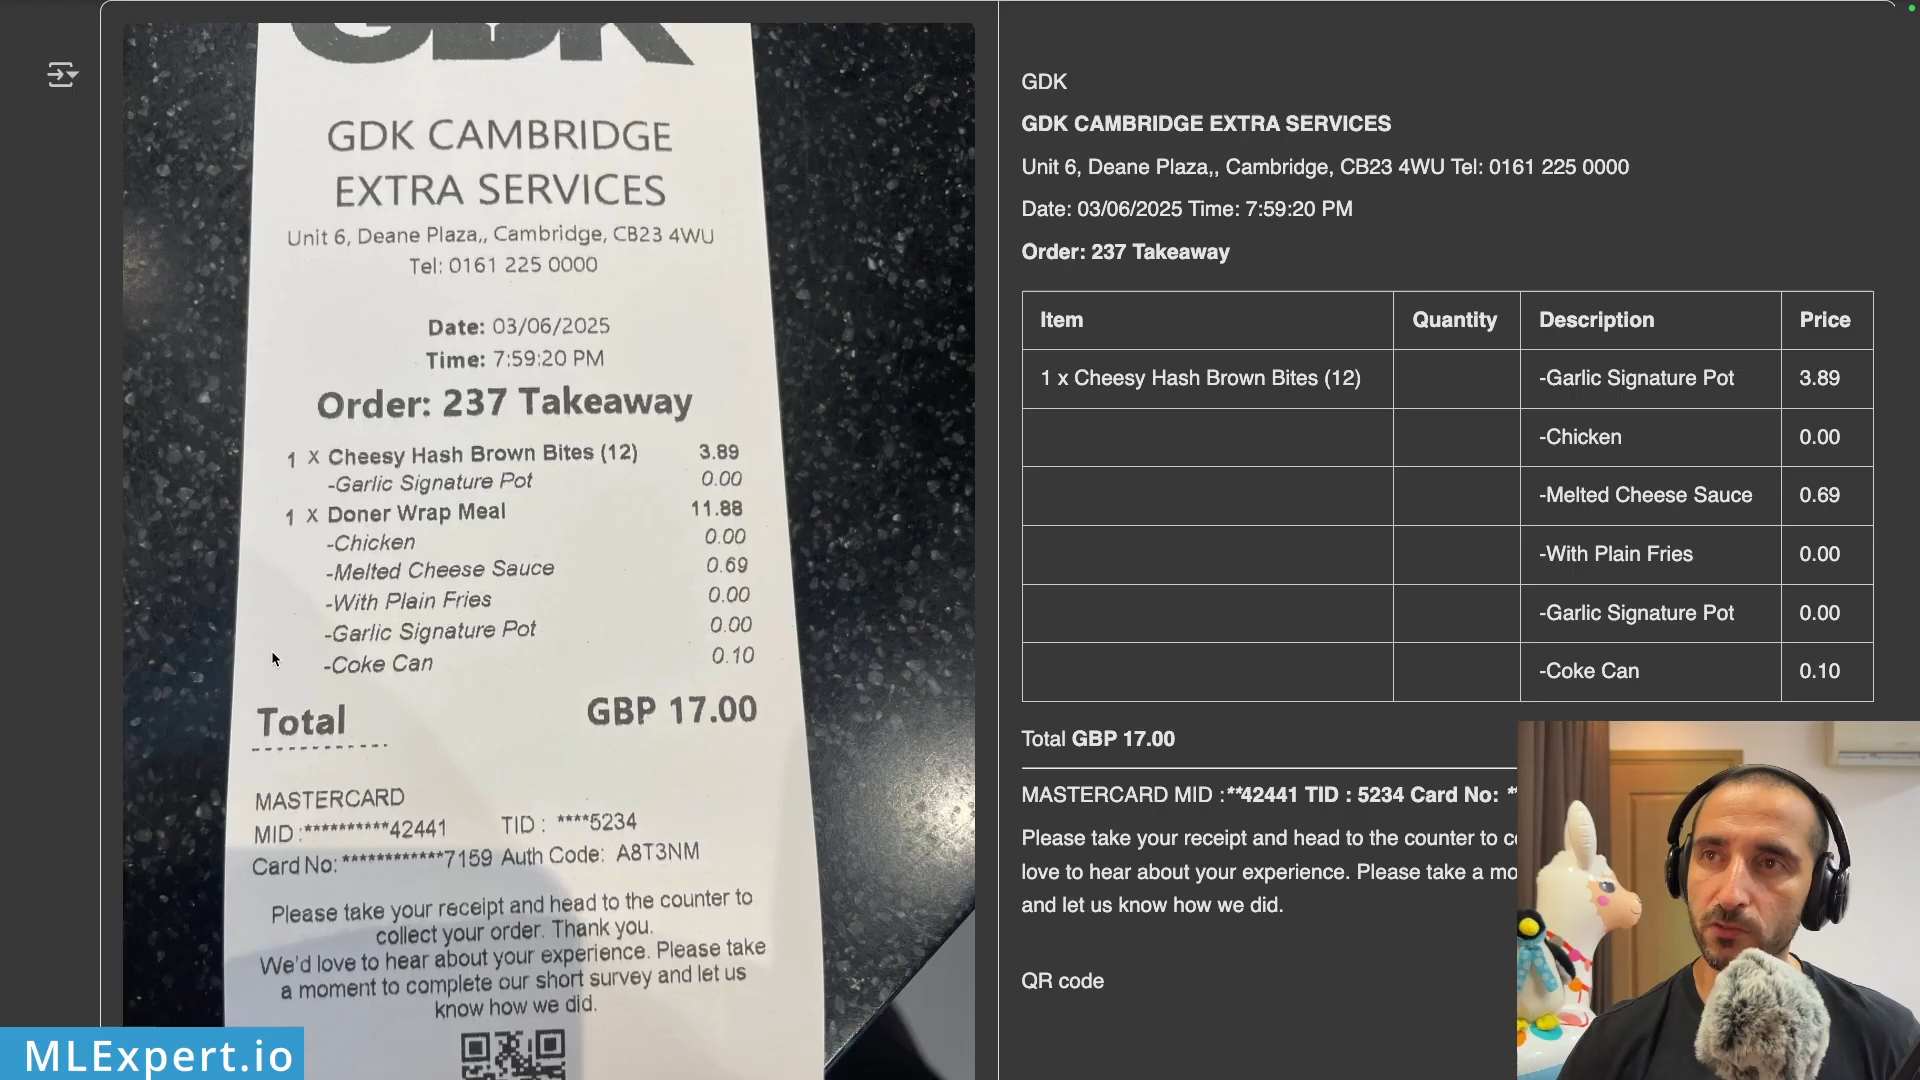 GDK
GDK CAMBRIDGE
EXTRA SERVICES
Unit 6, Deane Plaza,, Cambridge, CB23 4WU
Tel: 0161 225 0000
Date: 03/06/2025
Time: 7:59:20 PM
Order: 237 Takeaway
1 X Cheesy Hash Brown Bites (12) 3.89
-Garlic Signature Pot 0.00
1 X Doner Wrap Meal 11.88
-Chicken 0.00
-Melted Cheese Sauce 0.69
-With Plain Fries 0.00
-Garlic Signature Pot 0.00
-Coke Can 0.10
Total GBP 17.00
MASTERCARD
MID :**********42441 TID : ****5234
Card No: ************7159 Auth Code: A8T3NM
Please take your receipt and head to the counter to
collect your order. Thank you.
We'd love to hear about your experience. Please take
a moment to complete our short survey and let us
know how we did.
GDK
GDK CAMBRIDGE EXTRA SERVICES
Unit 6, Deane Plaza,, Cambridge, CB23 4WU Tel: 0161 225 0000
Date: 03/06/2025 Time: 7:59:20 PM
Order: 237 Takeaway
Item Quantity Description Price
1 x Cheesy Hash Brown Bites (12) -Garlic Signature Pot 3.89
-Chicken 0.00
-Melted Cheese Sauce 0.69
-With Plain Fries 0.00
-Garlic Signature Pot 0.00
-Coke Can 0.10
Total GBP 17.00
MASTERCARD MID :**42441 TID : 5234 Card No: *
Please take your receipt and head to the counter to
love to hear about your experience. Please take a
and let us know how we did.
QR code
MLExpert.io